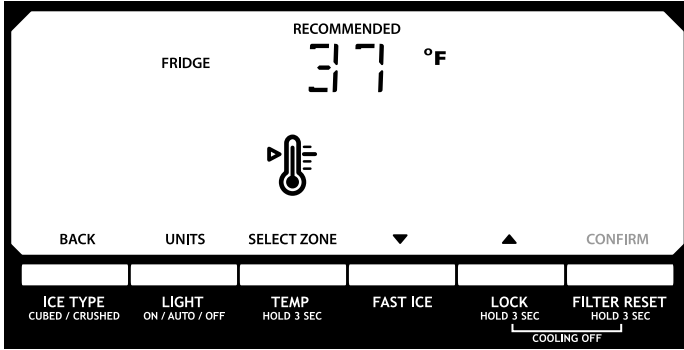 RECOMMENDED
FRIDGE 37 °F
BACK UNITS SELECT ZONE ▼ ▲ CONFIRM
ICE TYPE LIGHT TEMP FAST ICE LOCK FILTER RESET
CUBED / CRUSHED ON / AUTO / OFF HOLD 3 SEC HOLD 3 SEC HOLD 3 SEC
COOLING OFF